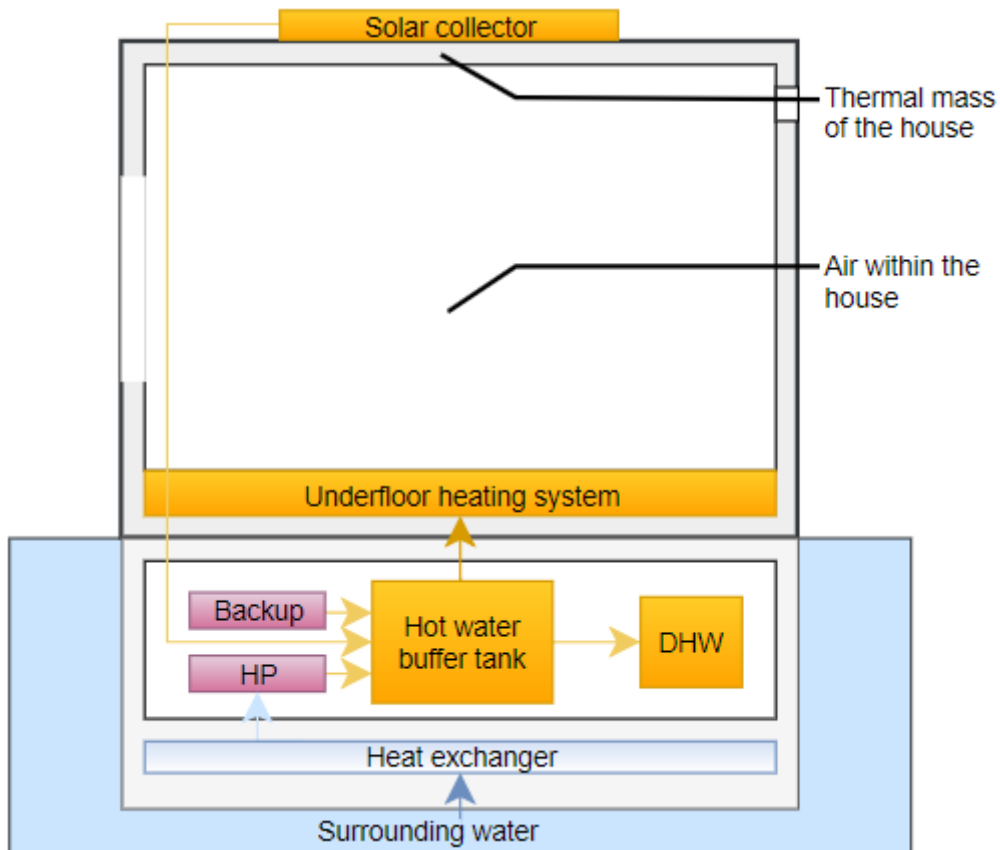 Solar collector
Thermal mass
of the house
Air within the
house
Underfloor heating system
Backup
Hot water
buffer tank
DHW
HP
Heat exchanger
Surrounding water